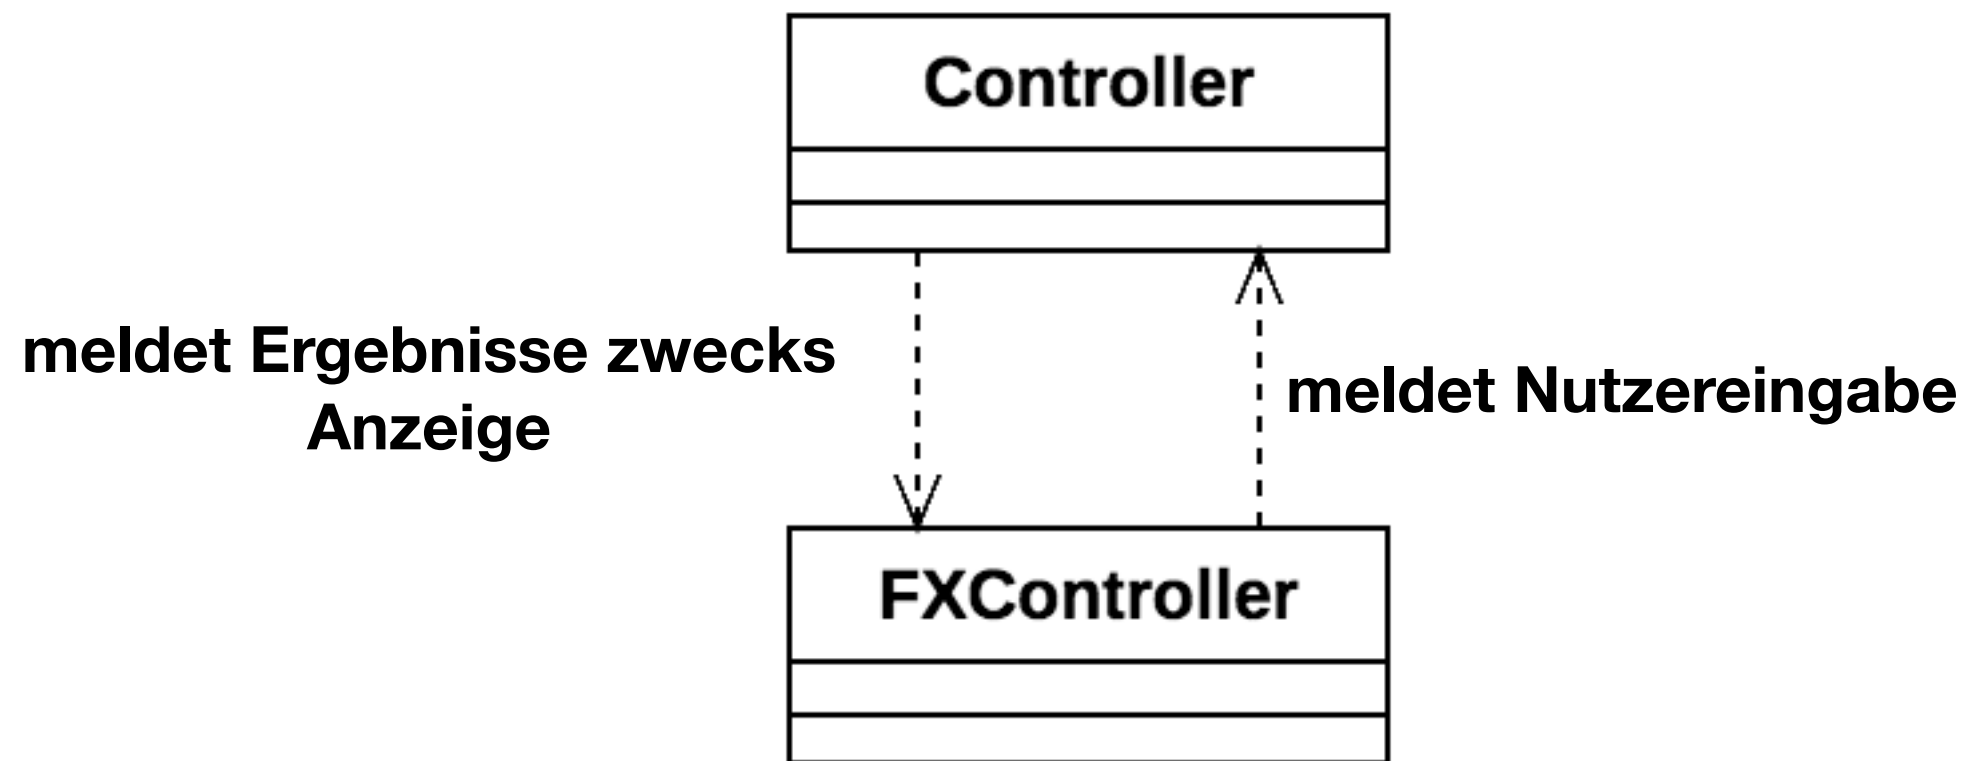 Controller
meldet Ergebnisse zwecks
Anzeige
meldet Nutzereingabe
FXController